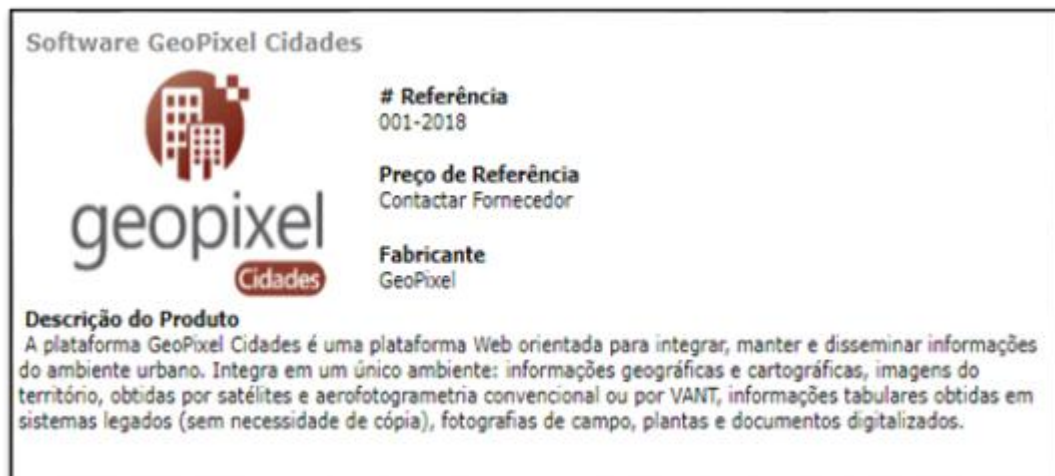 Software GeoPixel Cidades
# Referência
001-2018
Preço de Referência
Contactar Fornecedor
geopixel
Cidades
Fabricante
GeoPixel
Descrição do Produto
A plataforma GeoPixel Cidades é uma plataforma Web orientada para integrar, manter e disseminar informações
do ambiente urbano. Integra em um único ambiente: informações geográficas e cartográficas, imagens do
território, obtidas por satélites e aerofotogrametria convencional ou por VANT, informações tabulares obtidas em
sistemas legados (sem necessidade de cópia), fotografias de campo, plantas e documentos digitalizados.